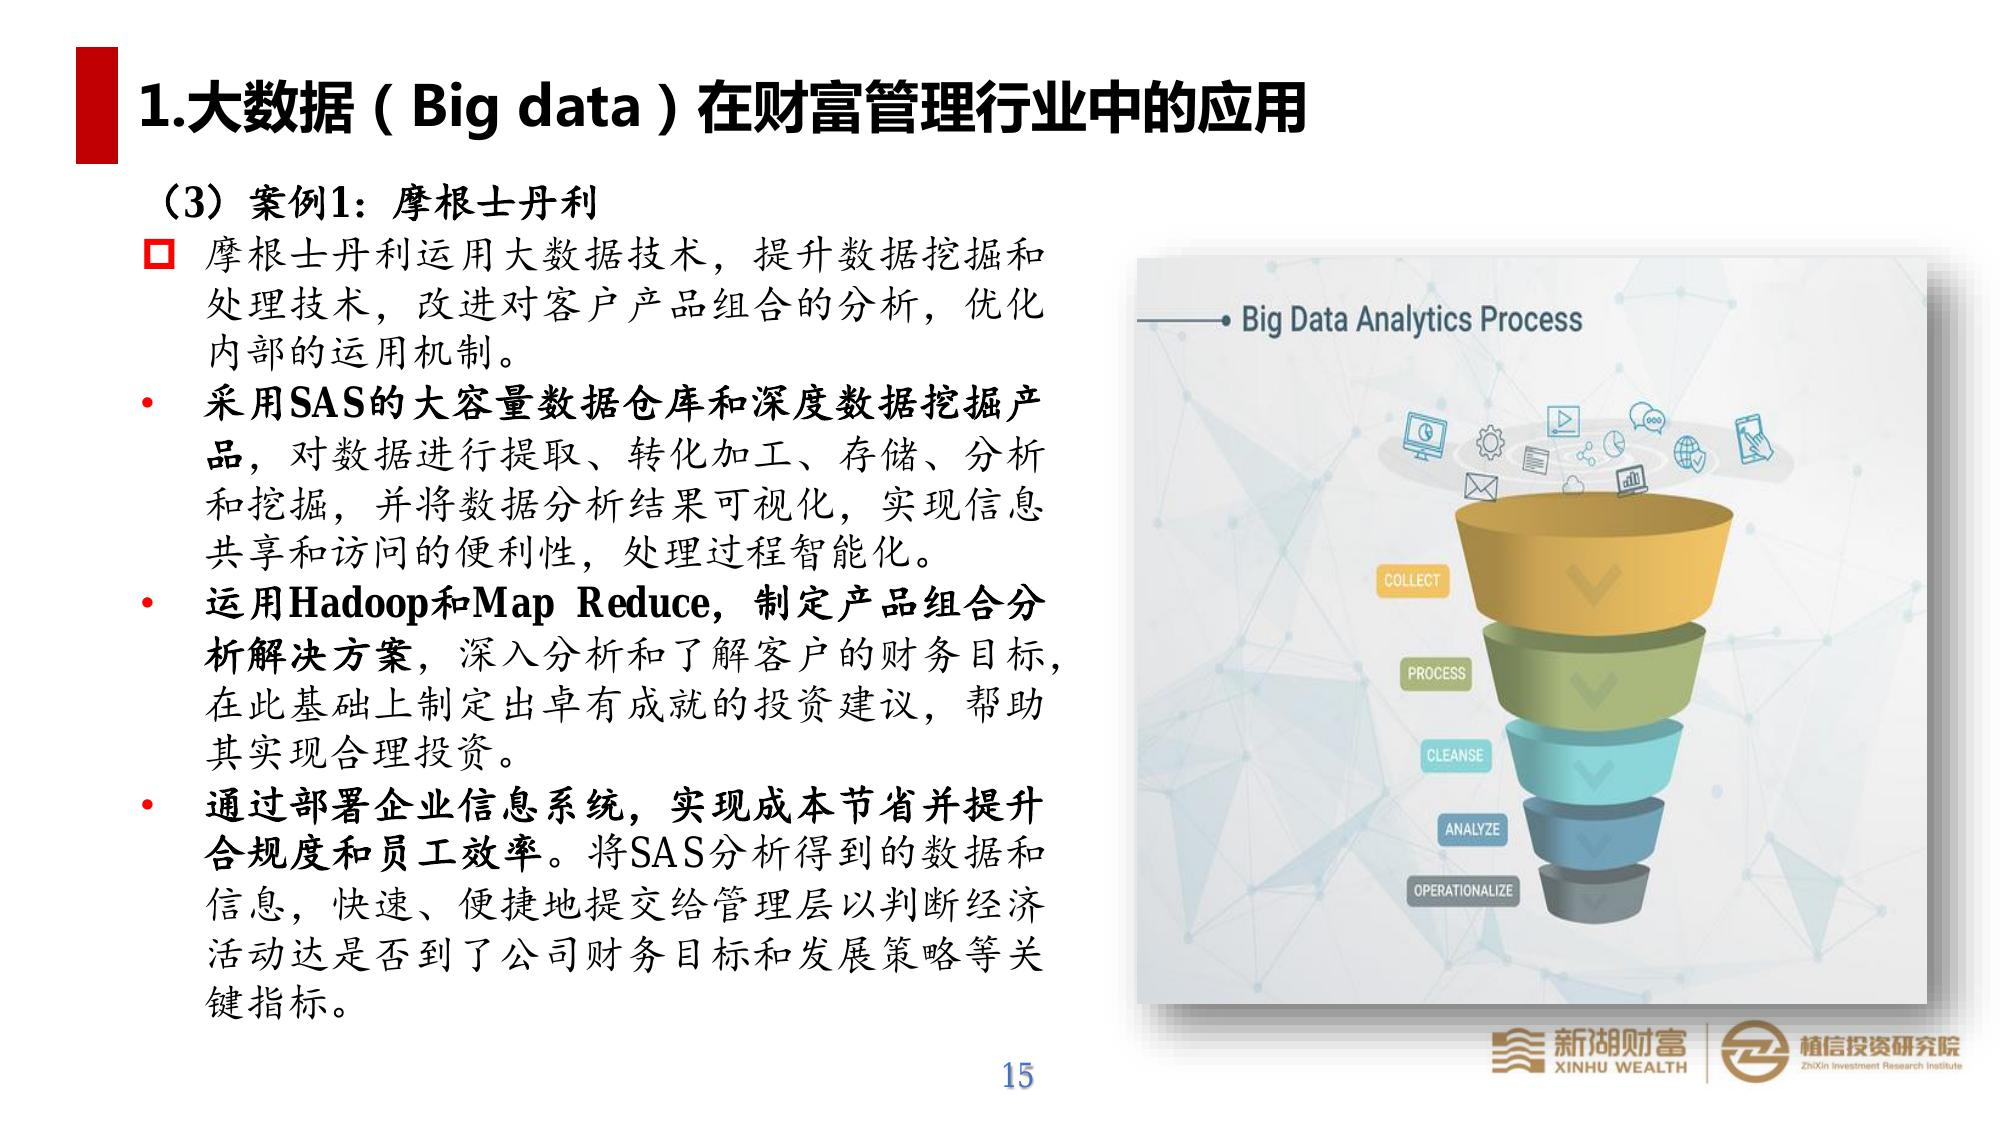 1.大数据（Big data）在财富管理行业中的应用
（3）案例1：摩根士丹利
摩根士丹利运用大数据技术，提升数据挖掘和
处理技术，改进对客户产品组合的分析，优化
内部的运用机制。
• 采用SAS的大容量数据仓库和深度数据挖掘产
品，对数据进行提取、转化加工、存储、分析
和挖掘，并将数据分析结果可视化，实现信息
共享和访问的便利性，处理过程智能化。
• 运用Hadoop和Map Reduce，制定产品组合分
析解决方案，深入分析和了解客户的财务目标，
在此基础上制定出卓有成就的投资建议，帮助
其实现合理投资。
• 通过部署企业信息系统，实现成本节省并提升
合规度和员工效率。将SAS分析得到的数据和
信息，快速、便捷地提交给管理层以判断经济
活动达是否到了公司财务目标和发展策略等关
键指标。
Big Data Analytics Process
COLLECT
PROCESS
CLEANSE
ANALYZE
OPERATIONALIZE
新湖财富
XINHU WEALTH
植信投资研究院
ZhiXin Investment Research Institute
15